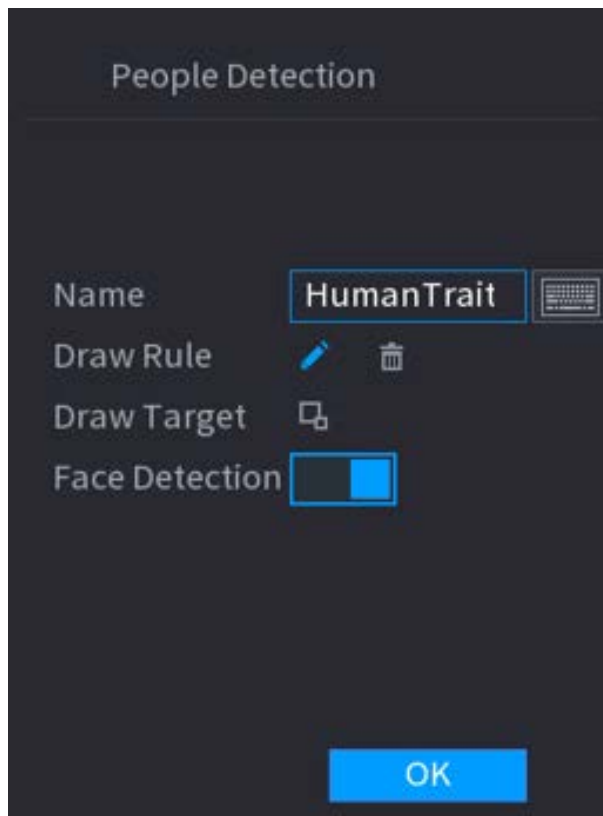 People Detection
Name HumanTrait
Draw Rule
Draw Target
Face Detection
OK